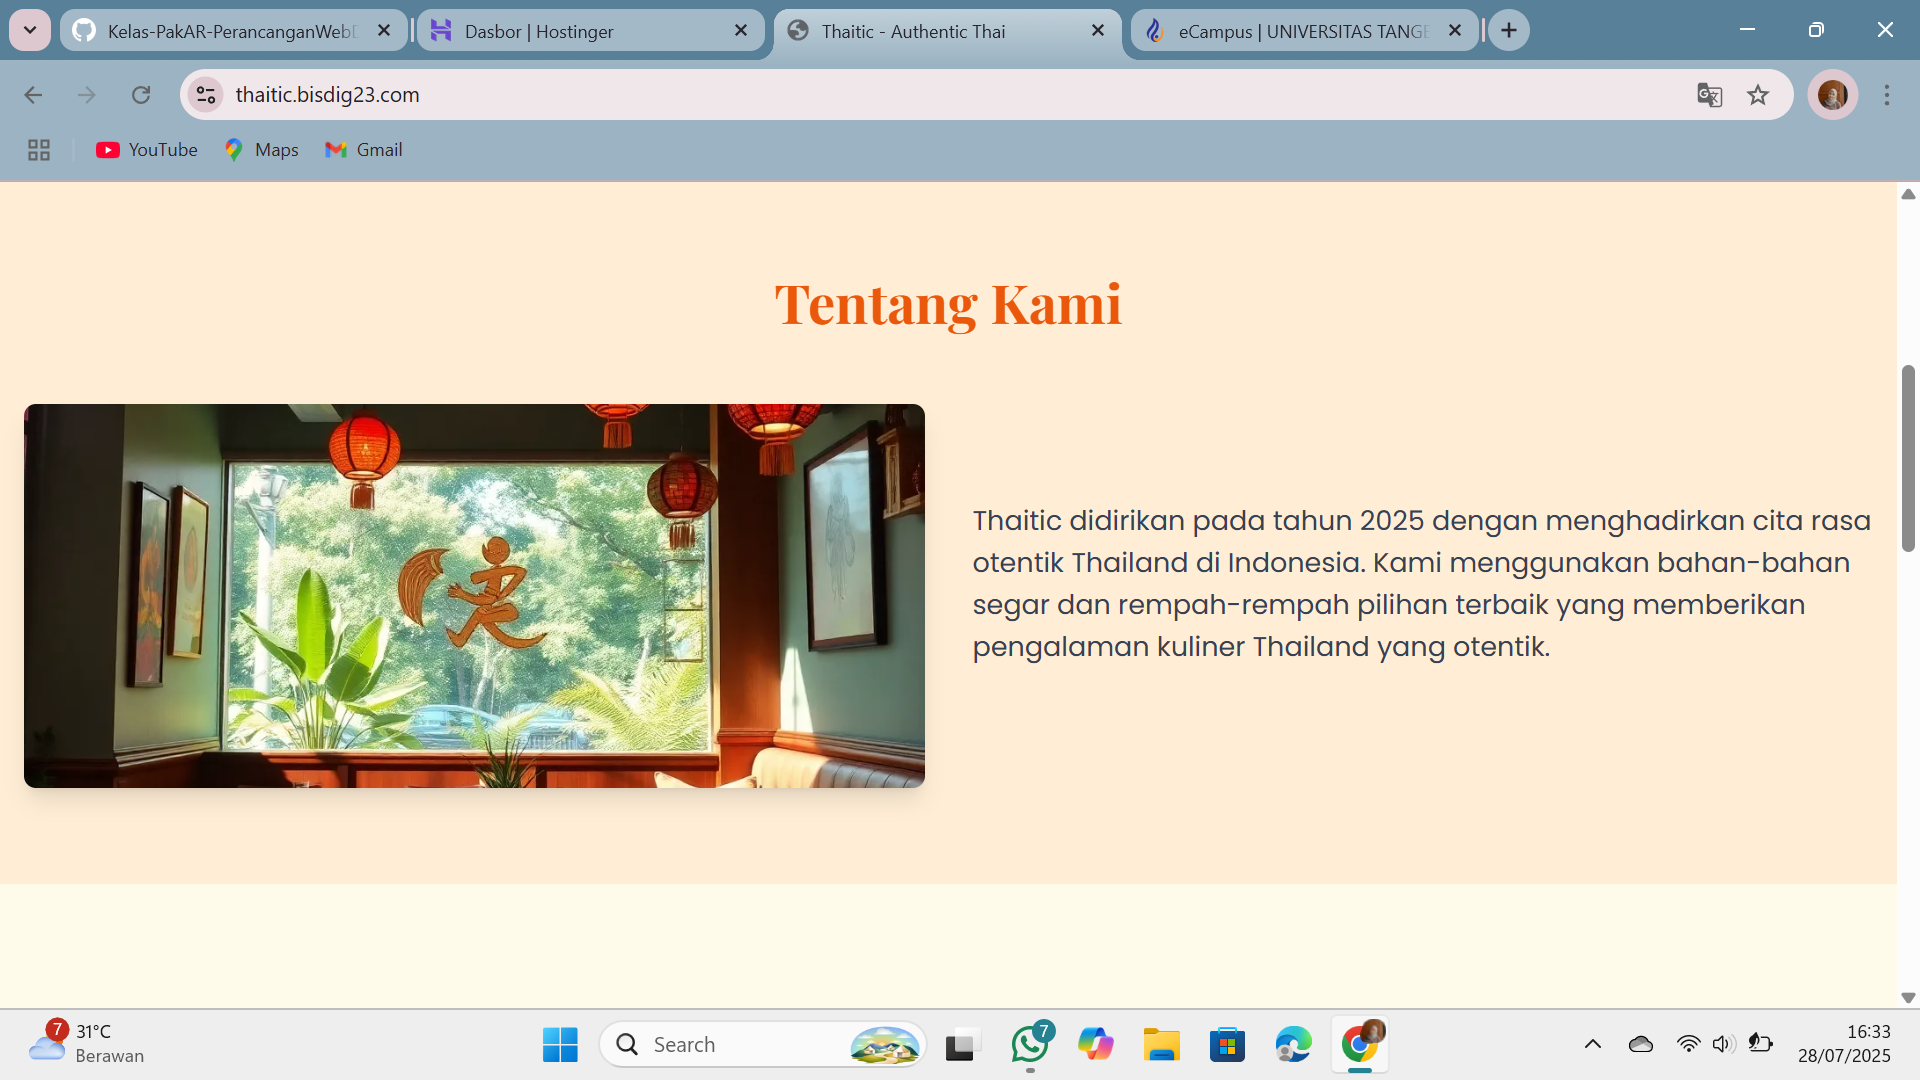 Kelas-PakAR-PerancanganWeb
Dasbor | Hostinger
Thaitic - Authentic Thai
eCampus | UNIVERSITAS TANGE
thaitic.bisdig23.com
YouTube
Maps
Gmail
Tentang Kami
Thaitic didirikan pada tahun 2025 dengan menghadirkan cita rasa
otentik Thailand di Indonesia. Kami menggunakan bahan-bahan
segar dan rempah-rempah pilihan terbaik yang memberikan
pengalaman kuliner Thailand yang otentik.
7
31°C
Berawan
Search
7
16:33
28/07/2025